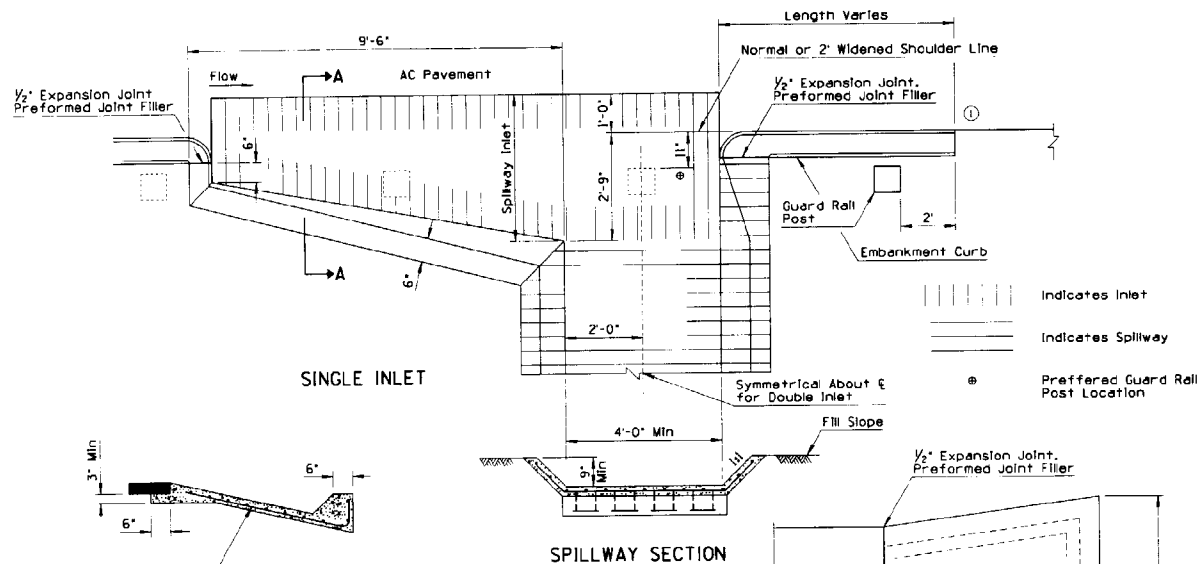 Length Varies
9'-6"
Normal or 2' Widened Shoulder Line
Flow
A
AC Pavement
½" Expansion Joint.
Preformed Joint Filler
½" Expansion Joint
Preformed Joint Filler
①
6"
Spillway Inlet
1'-0"
11"
2'-9"
Guard Rail
Post
2'
Embankment Curb
A
6"
Indicates Inlet
2'-0"
Indicates Spillway
SINGLE INLET
Symmetrical About ℄
for Double Inlet
⊕ Preffered Guard Rail
Post Location
4'-0" Min
Fill Slope
3" Min
6"
9"
Min
1:1
½" Expansion Joint.
Preformed Joint Filler
6"
SPILLWAY SECTION